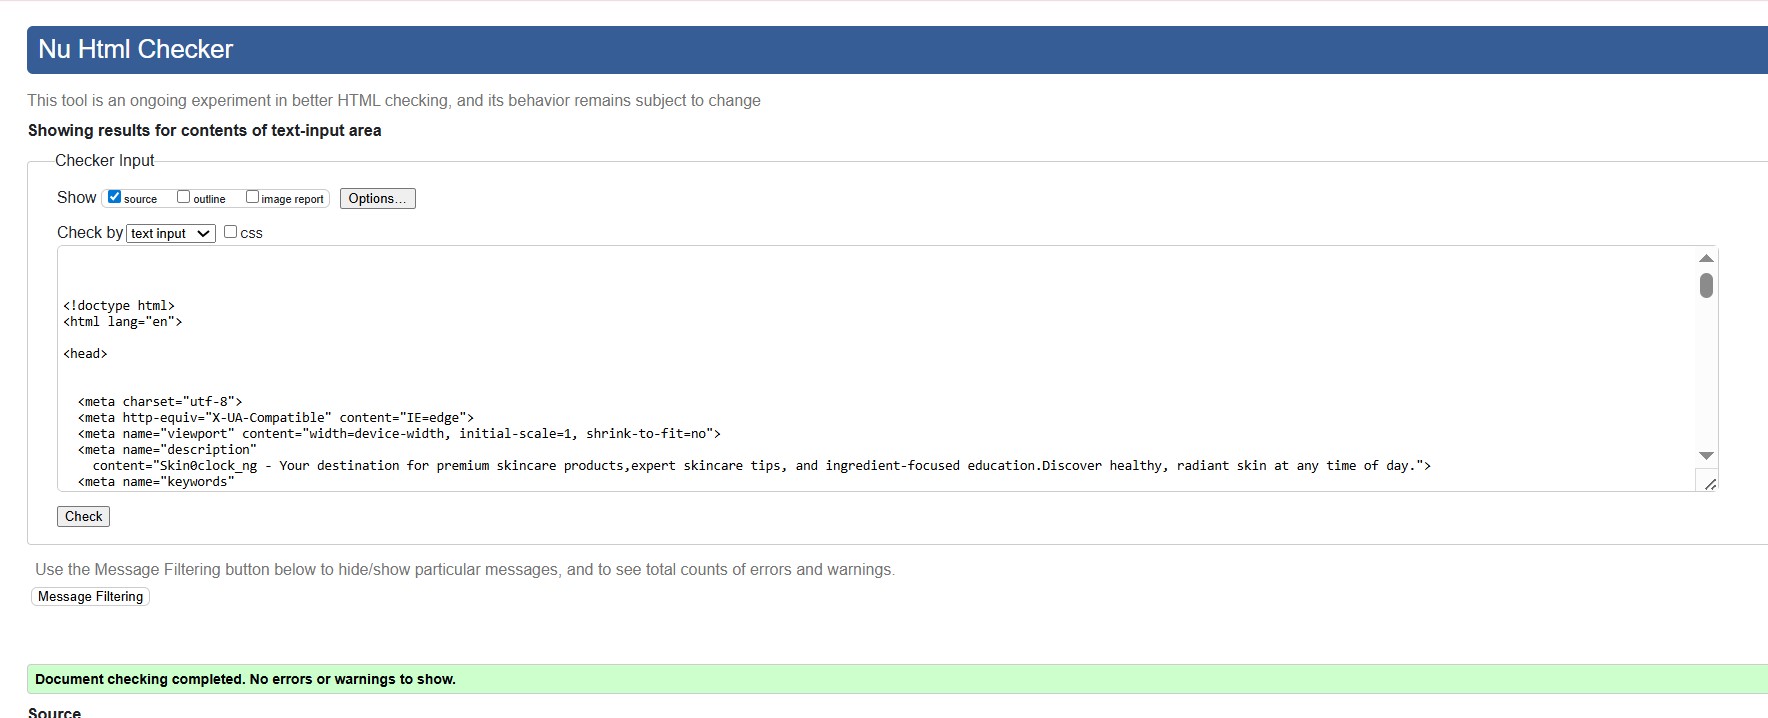 Nu Html Checker
This tool is an ongoing experiment in better HTML checking, and its behavior remains subject to change
Showing results for contents of text-input area
Checker Input
Show source outline image report Options...
Check by text input css
<!doctype html>
<html lang="en">
<head>
<meta charset="utf-8">
<meta http-equiv="X-UA-Compatible" content="IE=edge">
<meta name="viewport" content="width=device-width, initial-scale=1, shrink-to-fit=no">
<meta name="description"
content="Skin0clock_ng - Your destination for premium skincare products,expert skincare tips, and ingredient-focused education.Discover healthy, radiant skin at any time of day.">
<meta name="keywords"
Check
Use the Message Filtering button below to hide/show particular messages, and to see total counts of errors and warnings.
Message Filtering
Document checking completed. No errors or warnings to show.
Source